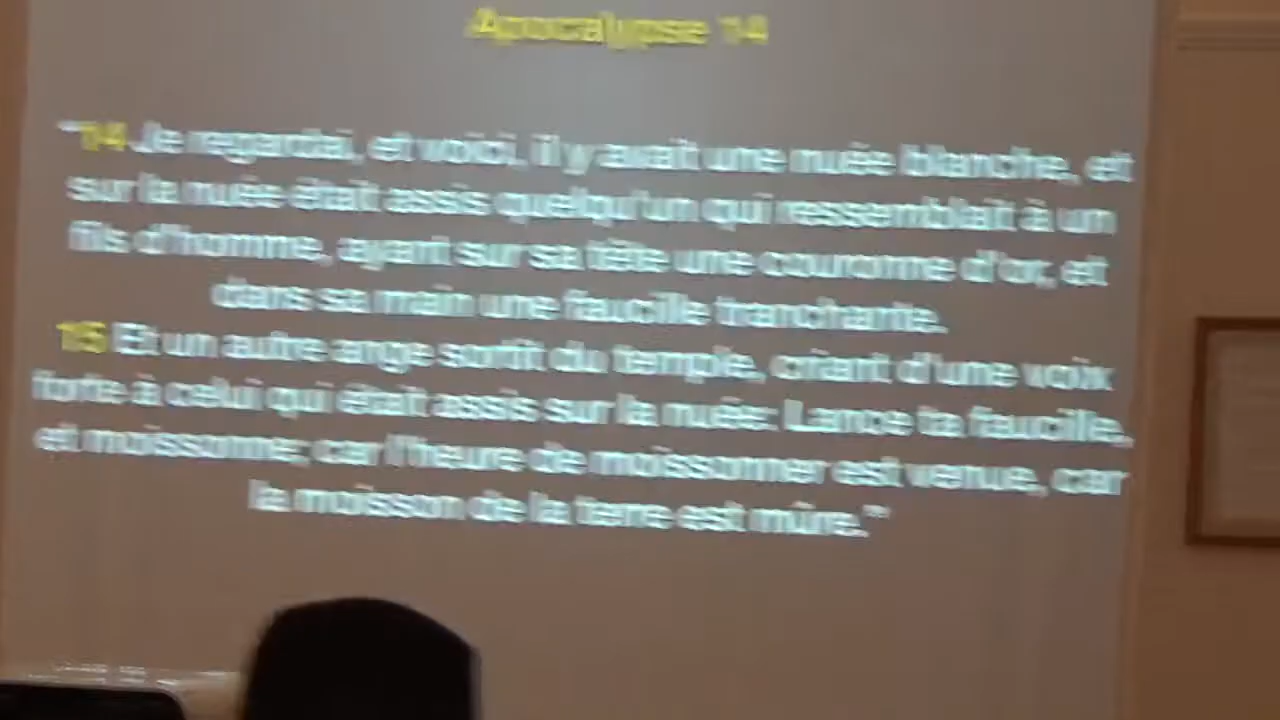 Apocalypse 14
"14 Je regardai, et voici, il y avait une nuée blanche, et
sur la nuée était assis quelqu'un qui ressemblait à un
fils d'homme, ayant sur sa tête une couronne d'or, et
dans sa main une faucille tranchante.
15 Et un autre ange sortit du temple, criant d'une voix
forte à celui qui était assis sur la nuée: Lance ta faucille,
et moissonne; car l'heure de moissonner est venue, car
la moisson de la terre est mûre."